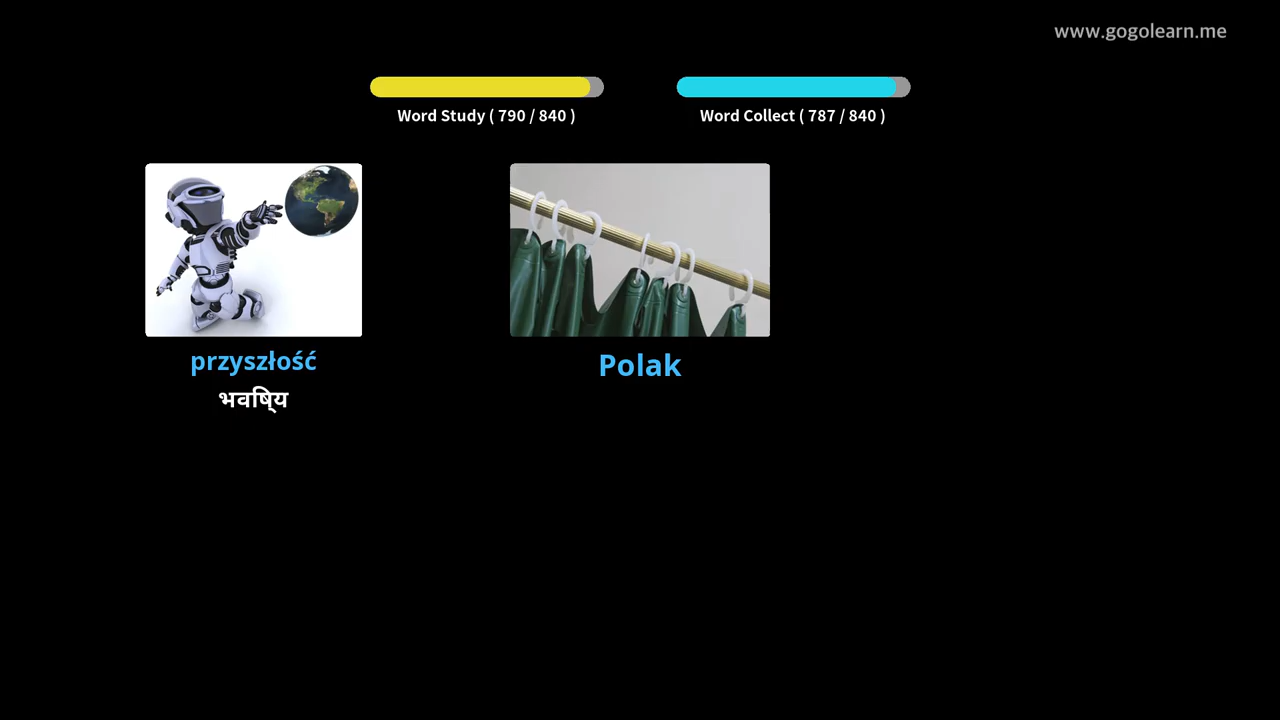 www.gogolearn.me
Word Study ( 790 / 840 )
Word Collect ( 787 / 840 )
przyszłość
भविष्य
Polak